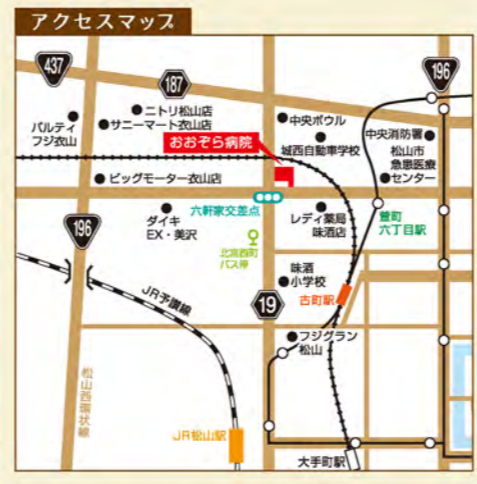 アクセスマップ
437
187
196
ニトリ松山店
サニーマート衣山店
パルティ
フジ衣山
中央ボウル
城西自動車学校
中央消防署
松山市
急患医療
センター
おおぞら病院
ビッグモーター衣山店
六軒家交差点
ダイキ
EX・美沢
レディ薬局
味酒店
萱町
六丁目駅
196
北宮西町
バス停
味酒
小学校
古町駅
JR予讃線
19
フジグラン
松山
松山西環状線
JR松山駅
大手町駅